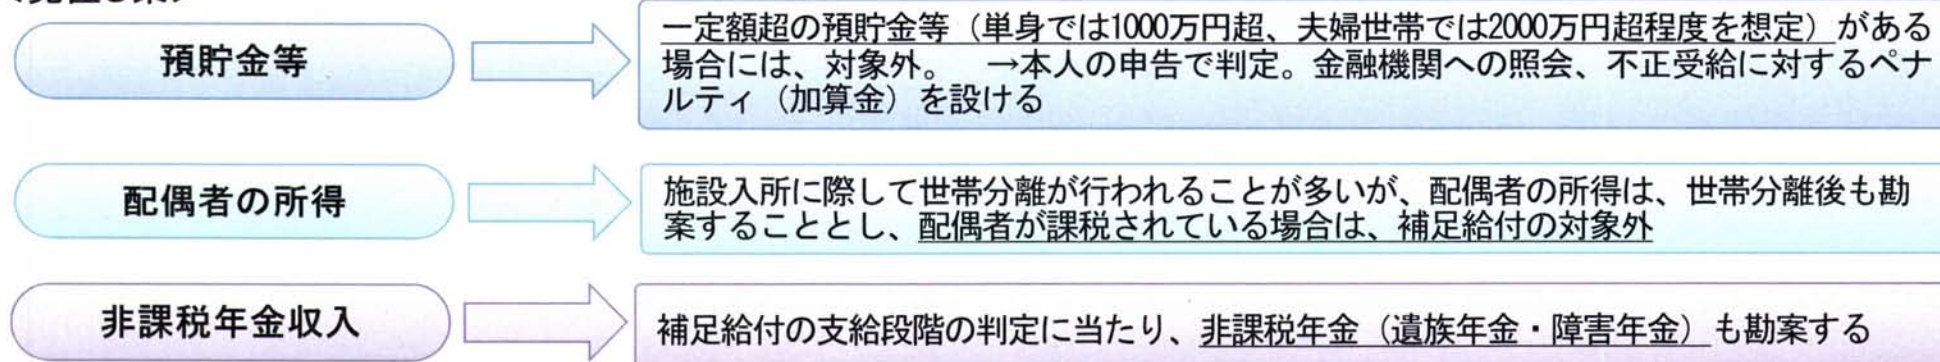 預貯金等
一定額超の預貯金等（単身では1000万円超、夫婦世帯では2000万円超程度を想定）がある
場合には、対象外。　→本人の申告で判定。金融機関への照会、不正受給に対するペナ
ルティ（加算金）を設ける
配偶者の所得
施設入所に際して世帯分離が行われることが多いが、配偶者の所得は、世帯分離後も勘
案することとし、配偶者が課税されている場合は、補足給付の対象外
非課税年金収入
補足給付の支給段階の判定に当たり、非課税年金（遺族年金・障害年金）も勘案する